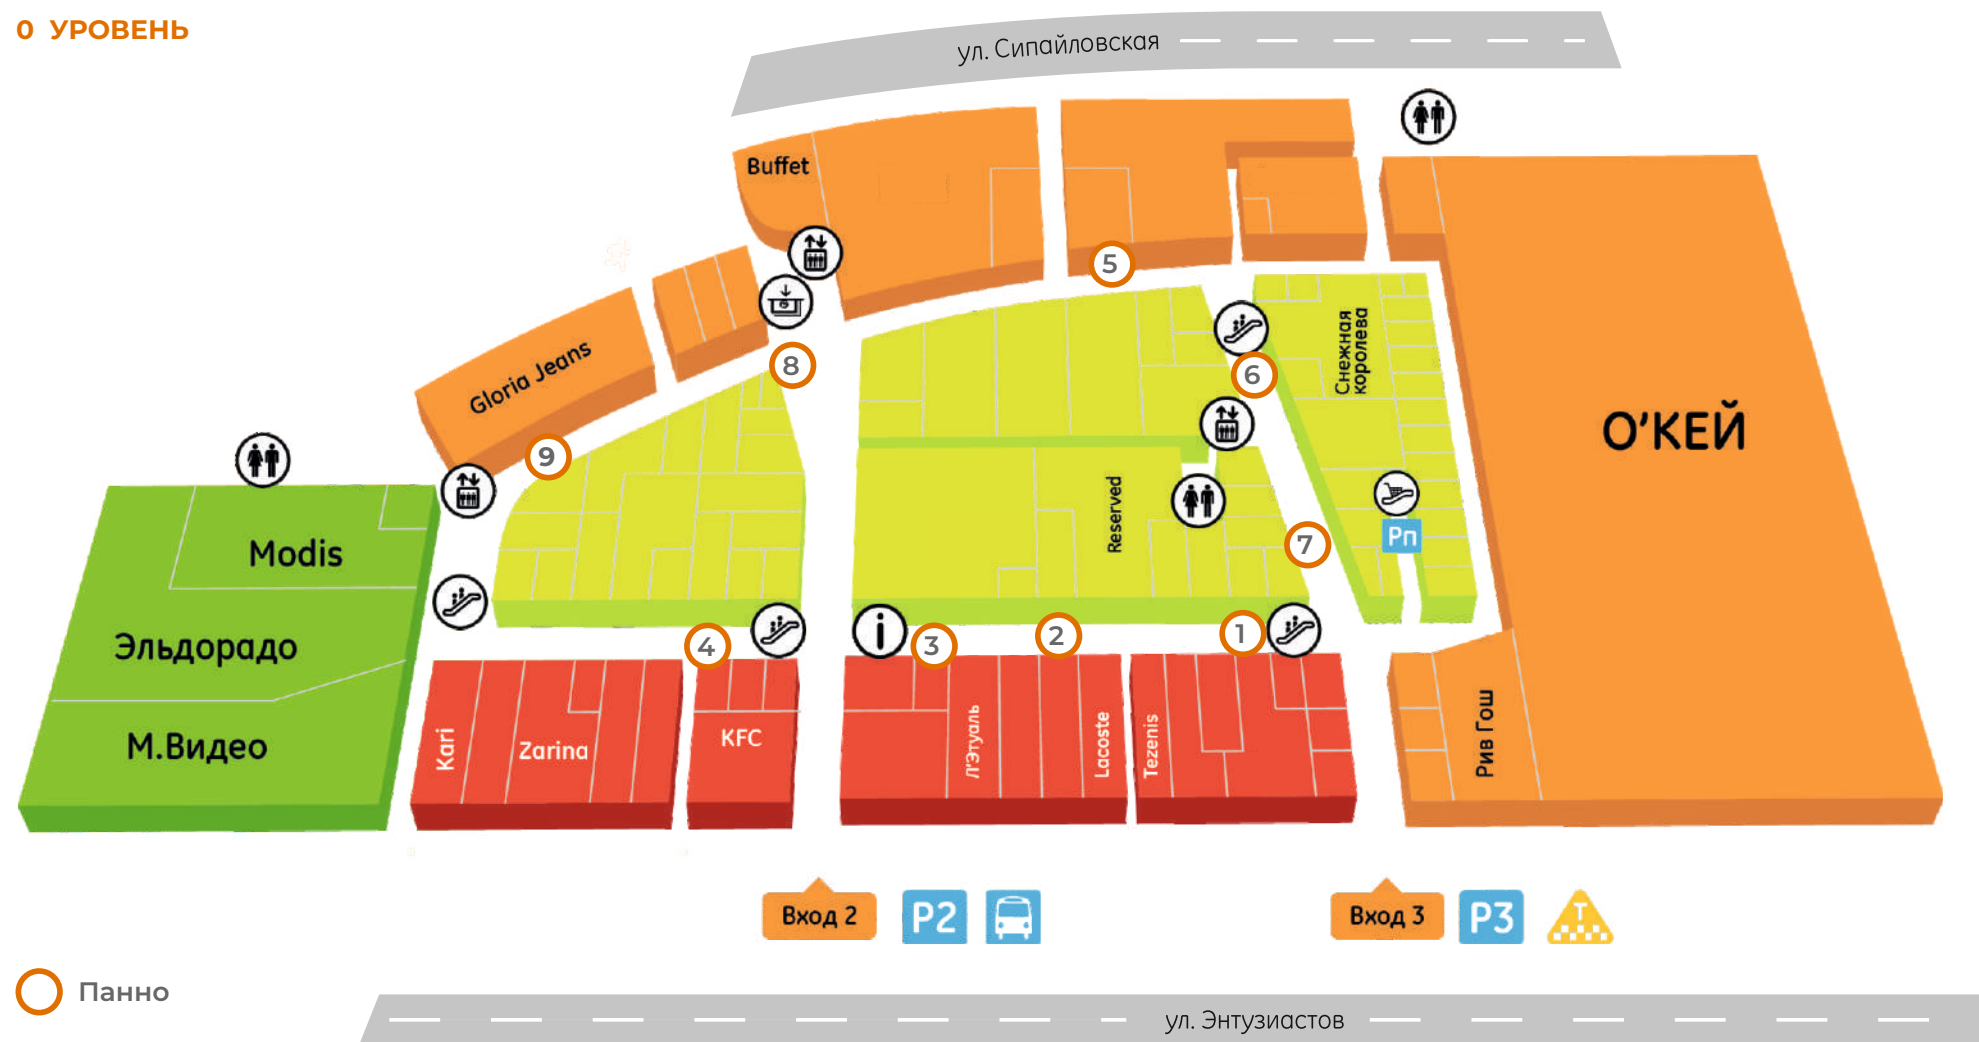 0 УРОВЕНЬ
ул. Сипайловская
Buffet
5
Gloria Jeans
8
6
Снежная
королева
О'КЕЙ
9
Reserved
Modis
7
Рп
Эльдорадо
4
i
3
2
1
М.Видео
Kari
Zarina
KFC
Л'Этуаль
Lacoste
Tezenis
Рив Гош
Вход 2
P2
Вход 3
P3
T
Панно
ул. Энтузиастов